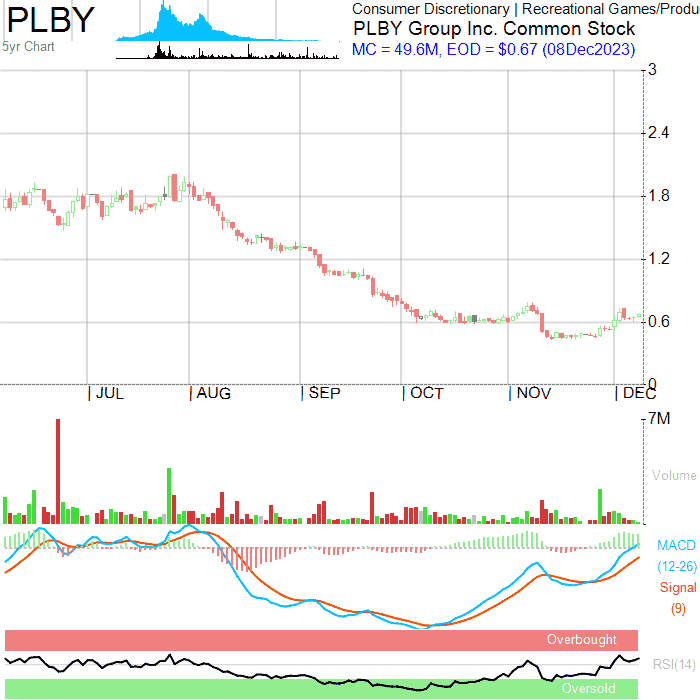 PLBY
5yr Chart
Consumer Discretionary | Recreational Games/Produ
PLBY Group Inc. Common Stock
MC = 49.6M, EOD = $0.67 (08Dec2023)
3
2.4
1.8
1.2
0.6
0
| JUL | AUG | SEP | OCT | NOV | DEC
7M
Volume
MACD
(12-26)
Signal
(9)
Overbought
RSI(14)
Oversold